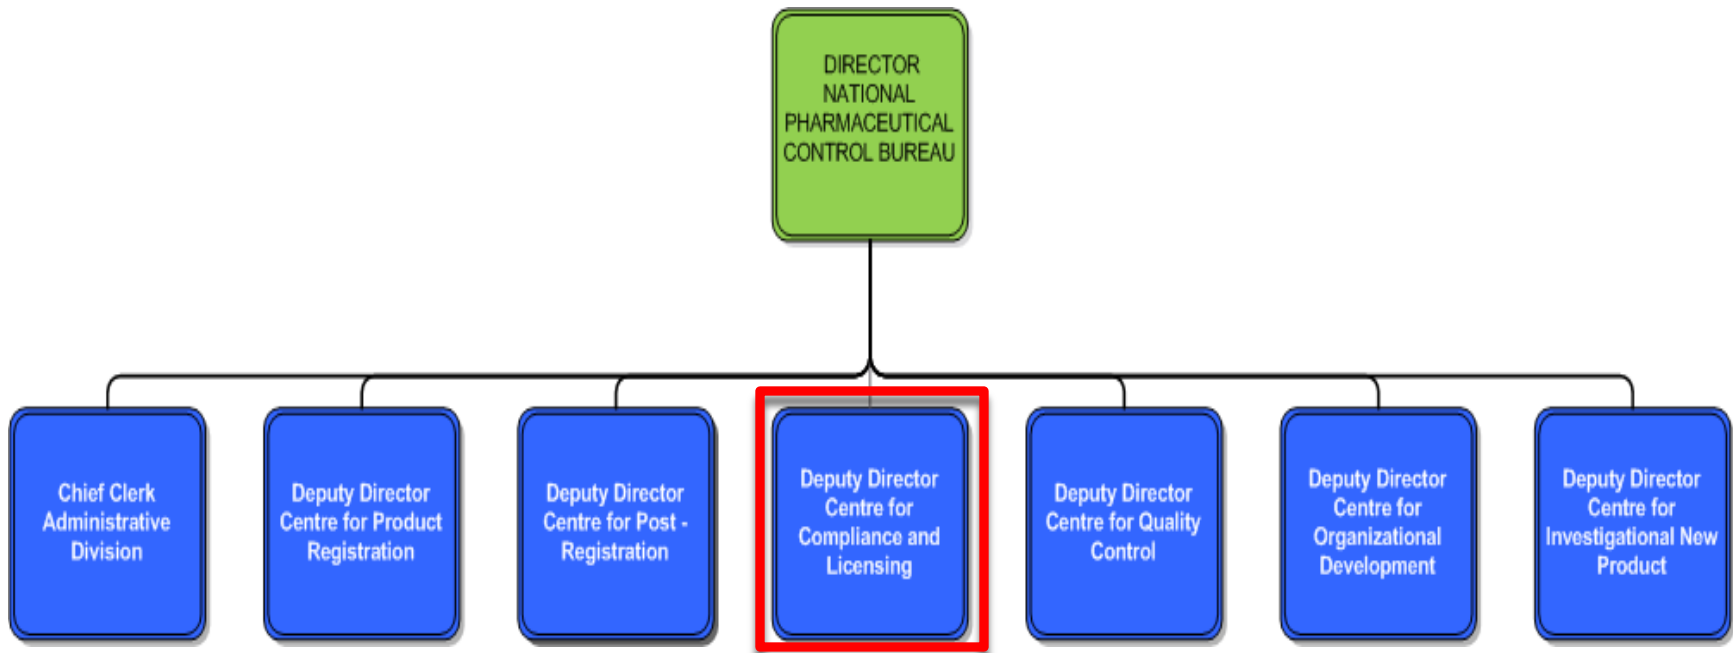 DIRECTOR
NATIONAL
PHARMACEUTICAL
CONTROL BUREAU
Chief Clerk
Administrative
Division
Deputy Director
Centre for Product
Registration
Deputy Director
Centre for Post -
Registration
Deputy Director
Centre for
Compliance and
Licensing
Deputy Director
Centre for Quality
Control
Deputy Director
Centre for
Organizational
Development
Deputy Director
Centre for
Investigational New
Product